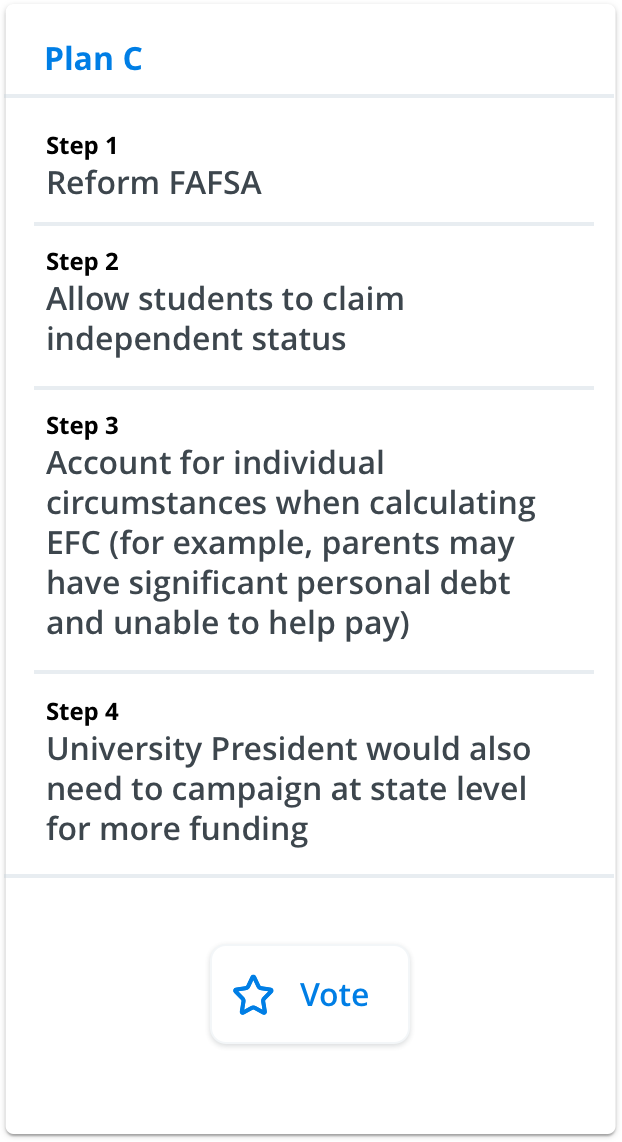 Plan C
Step 1
Reform FAFSA
Step 2
Allow students to claim
independent status
Step 3
Account for individual
circumstances when calculating
EFC (for example, parents may
have significant personal debt
and unable to help pay)
Step 4
University President would also
need to campaign at state level
for more funding
Vote